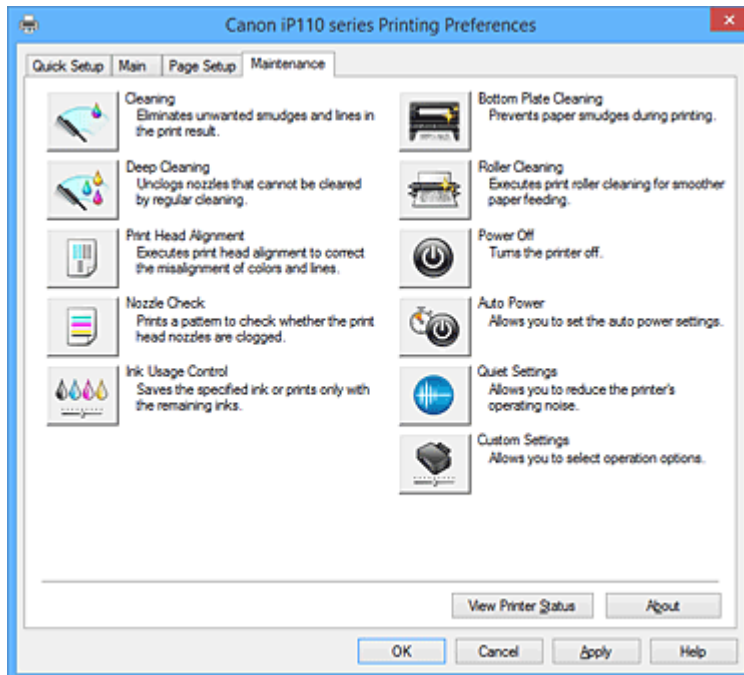 Canon iP110 series Printing Preferences
Quick Setup
Main
Page Setup
Maintenance
Cleaning
Eliminates unwanted smudges and lines in
the print result.
Deep Cleaning
Unclogs nozzles that cannot be cleared
by regular cleaning.
Print Head Alignment
Executes print head alignment to correct
the misalignment of colors and lines.
Nozzle Check
Prints a pattern to check whether the print
head nozzles are clogged.
Ink Usage Control
Saves the specified ink or prints only with
the remaining inks.
Bottom Plate Cleaning
Prevents paper smudges during printing.
Roller Cleaning
Executes print roller cleaning for smoother
paper feeding.
Power Off
Turns the printer off.
Auto Power
Allows you to set the auto power settings.
Quiet Settings
Allows you to reduce the printer's
operating noise.
Custom Settings
Allows you to select operation options.
View Printer Status
About
OK
Cancel
Apply
Help